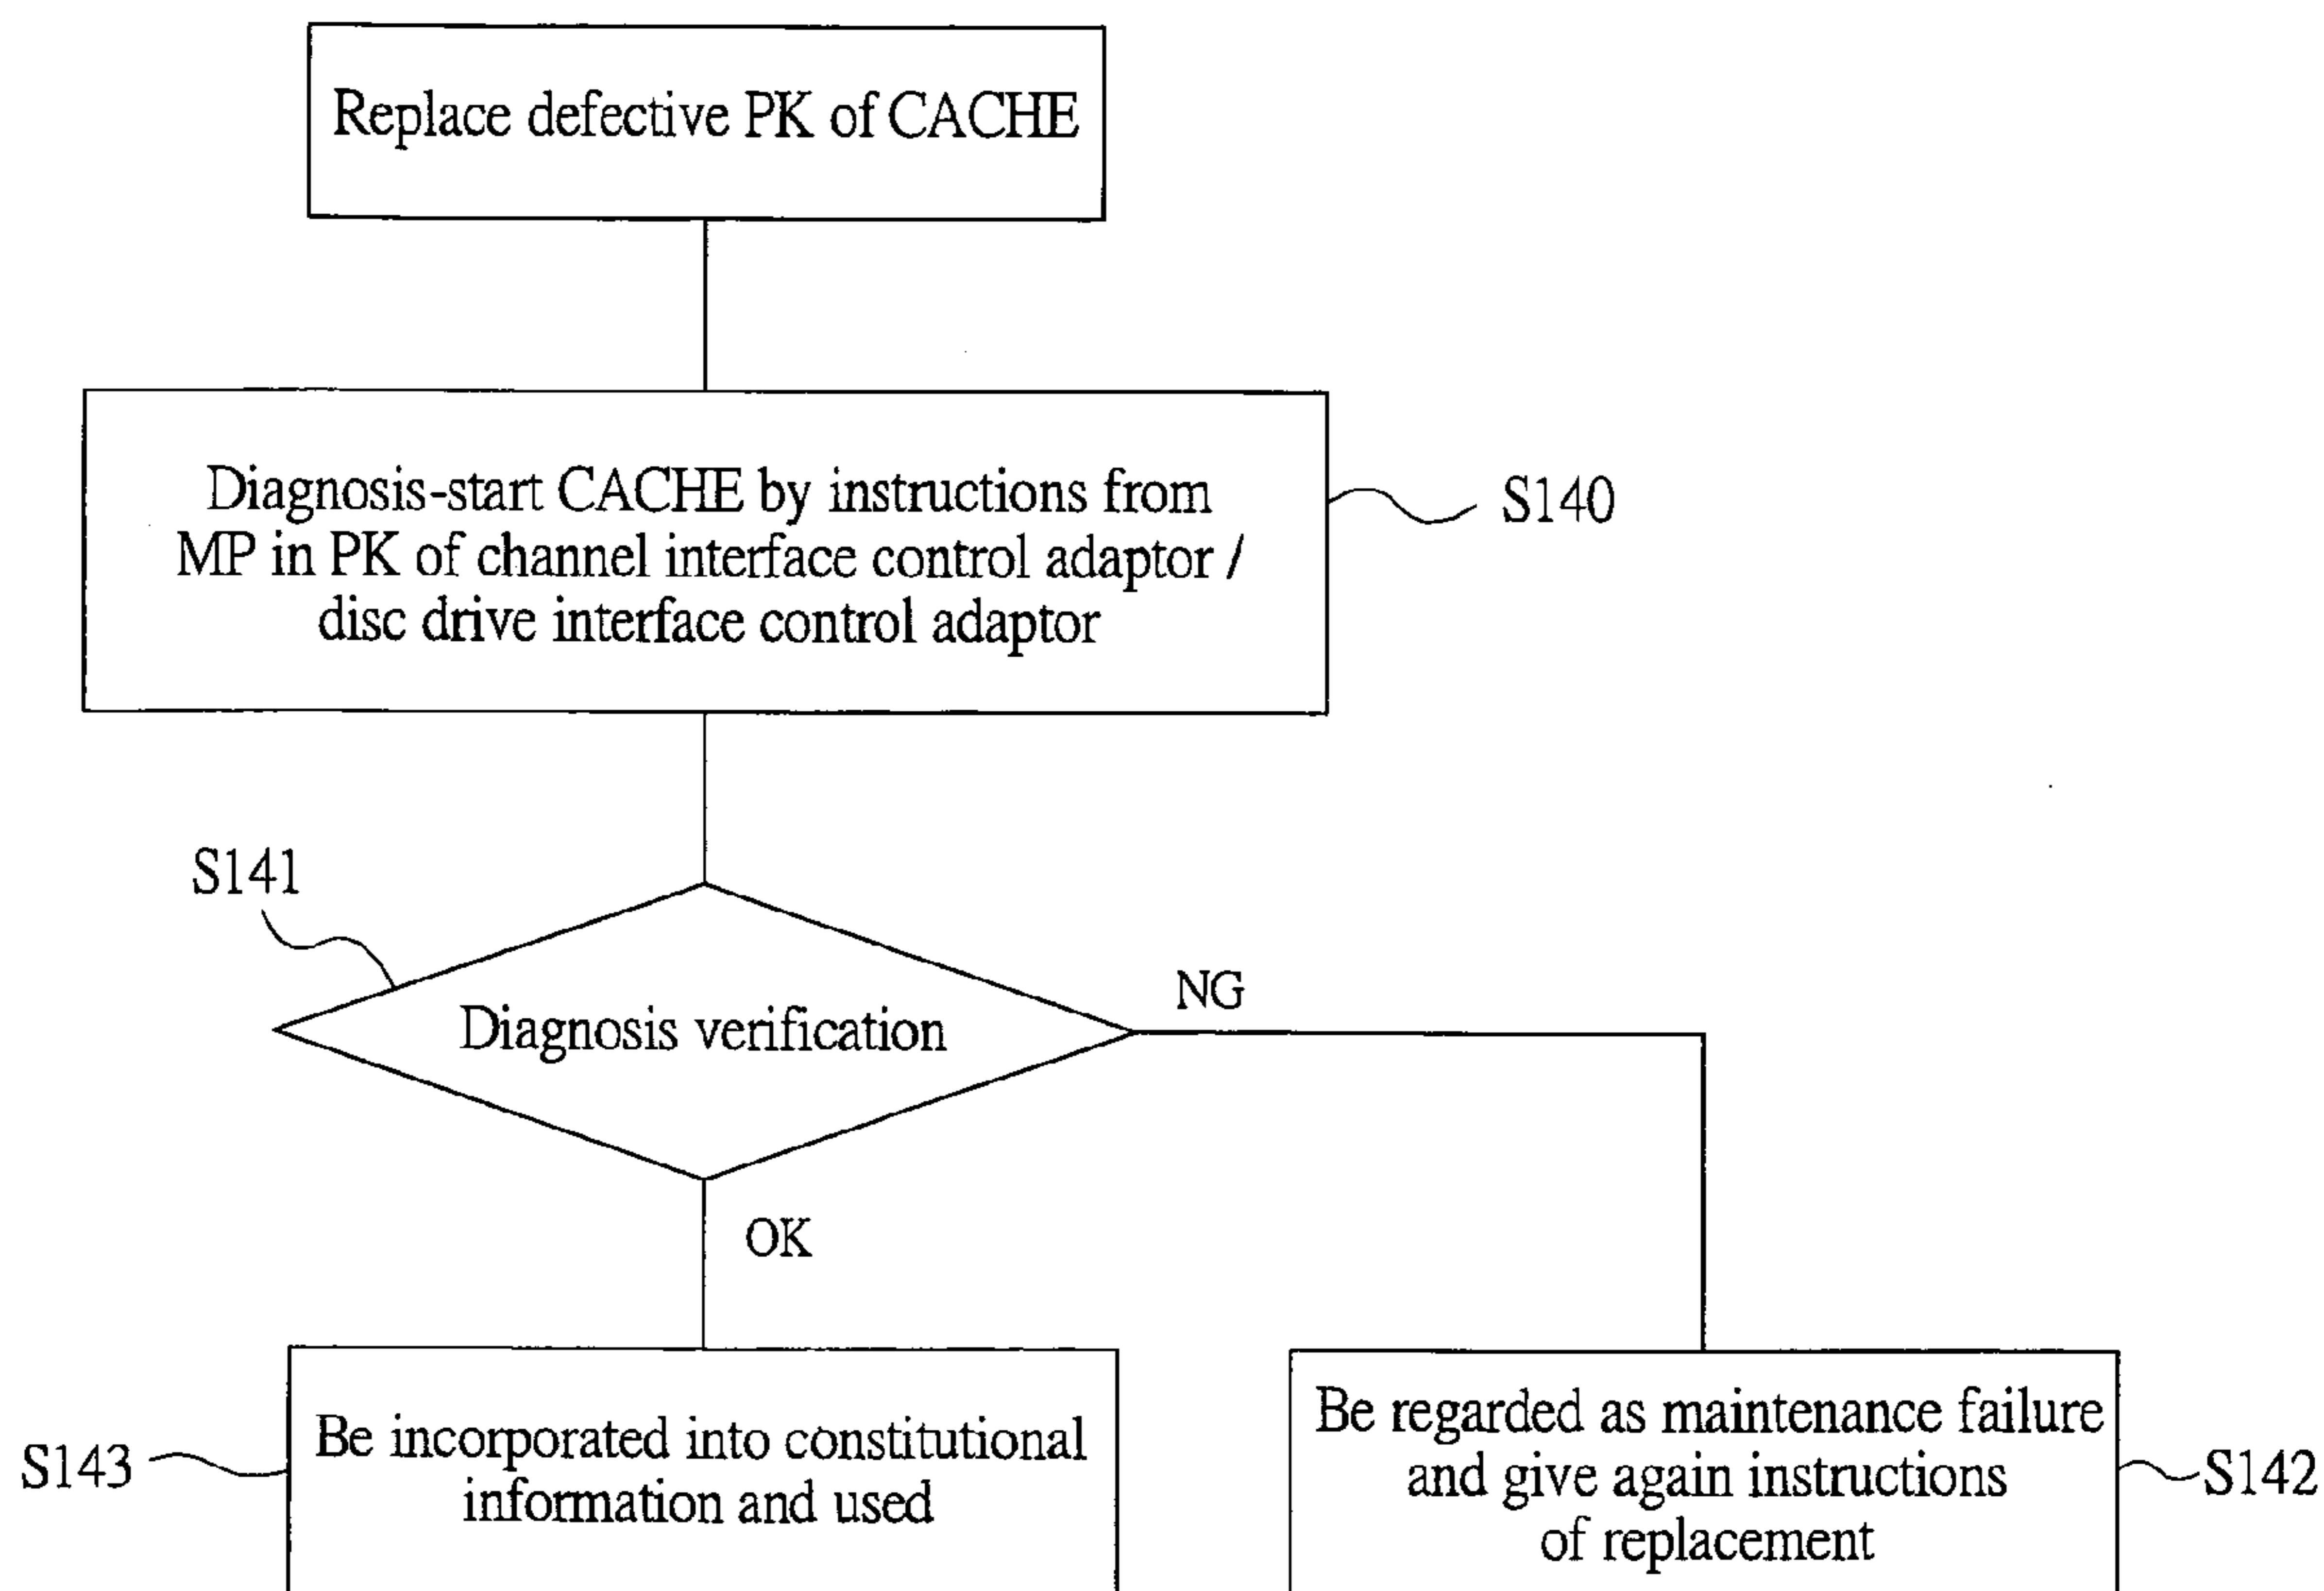 Replace defective PK of CACHE
Diagnosis-start CACHE by instructions from
MP in PK of channel interface control adaptor /
disc drive interface control adaptor
S140
S141
Diagnosis verification
NG
OK
S143
Be incorporated into constitutional
information and used
Be regarded as maintenance failure
and give again instructions
of replacement
S142